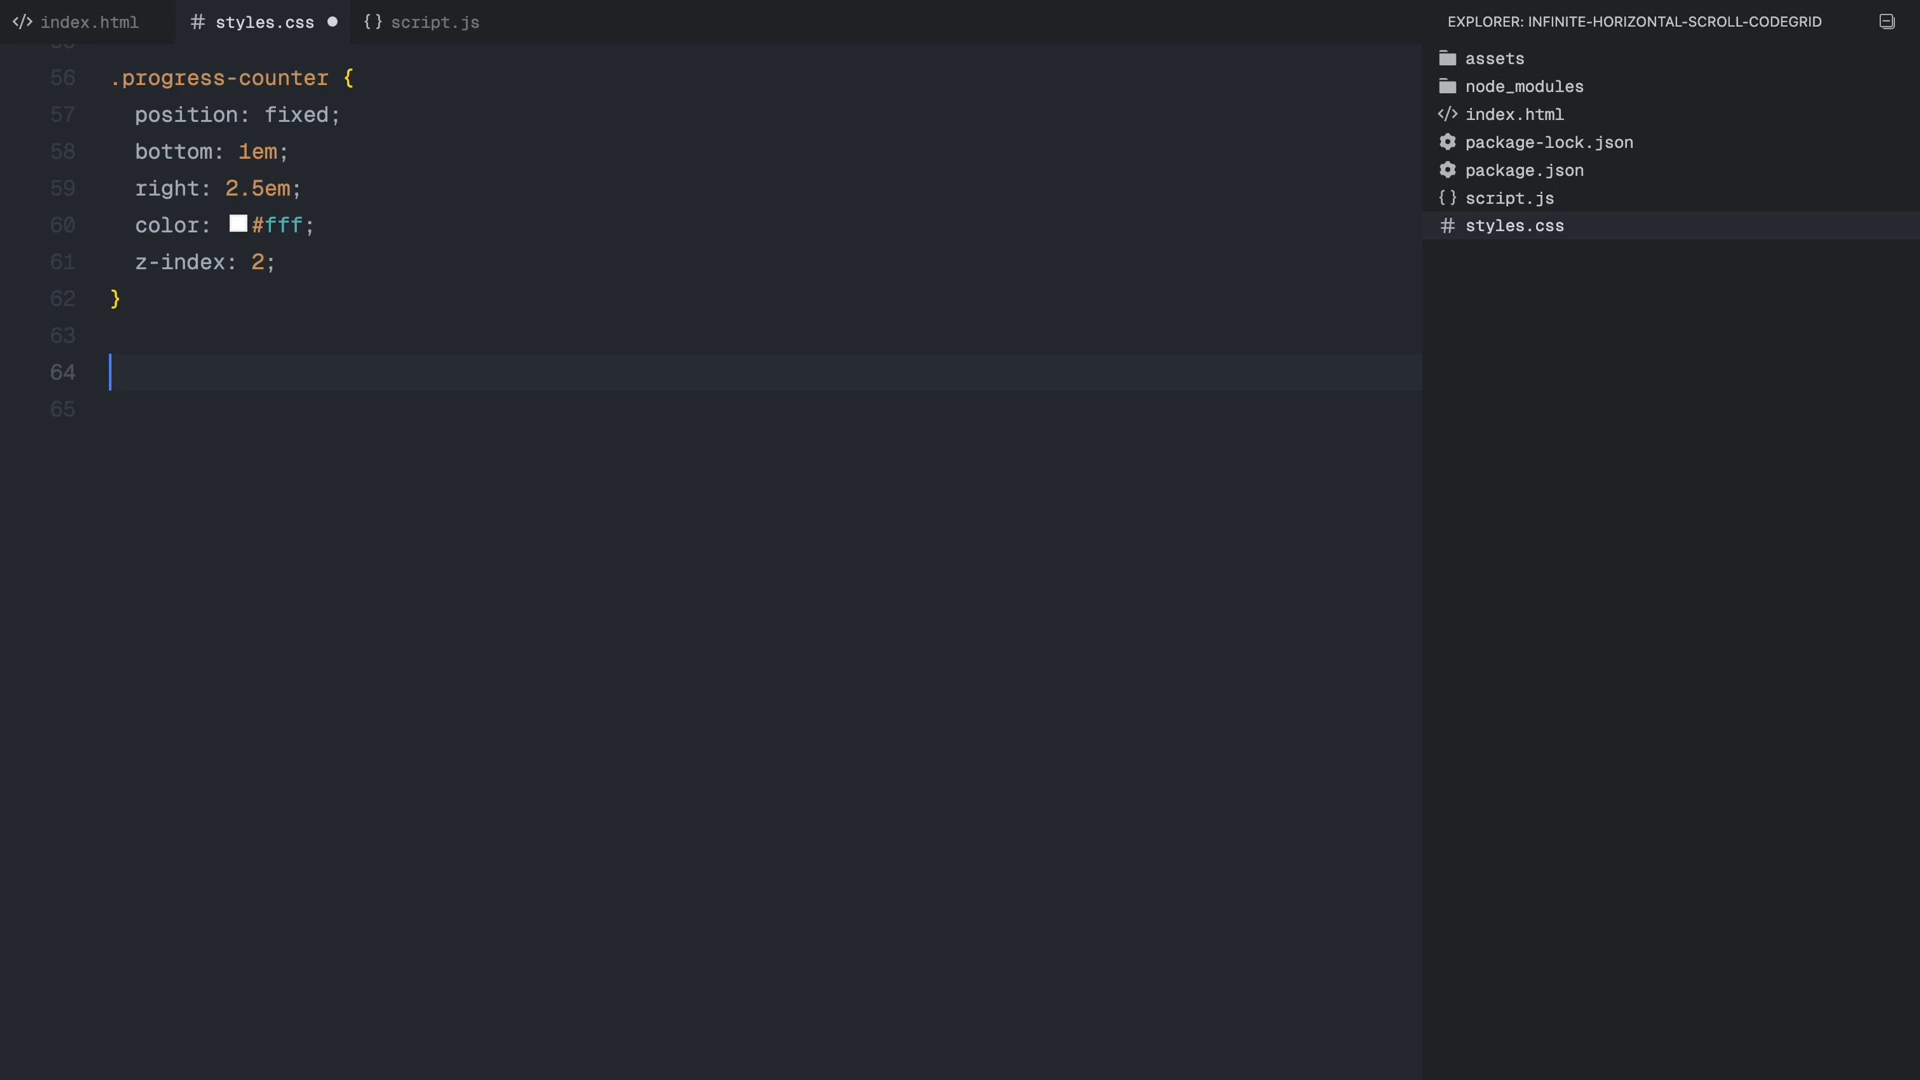 index.html
styles.css
script.js
EXPLORER: INFINITE-HORIZONTAL-SCROLL-CODEGRID
56 .progress-counter {
57 position: fixed;
58 bottom: 1em;
59 right: 2.5em;
60 color: #fff;
61 z-index: 2;
62 }
63
64
65
assets
node_modules
index.html
package-lock.json
package.json
script.js
styles.css